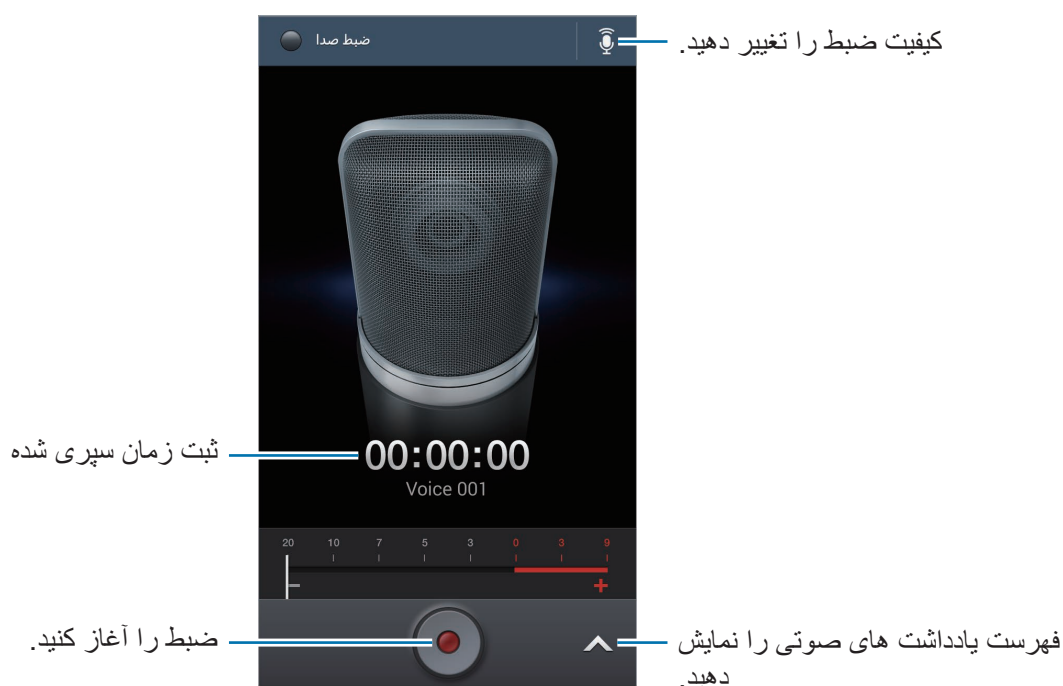 ضبط صدا
کیفیت ضبط را تغییر دهید.
ثبت زمان سپری شده
00:00:00
Voice 001
20 10 7 5 3 0 3 9
− +
ضبط را آغاز کنید.
فهرست یادداشت های صوتی را نمایش
دهید.